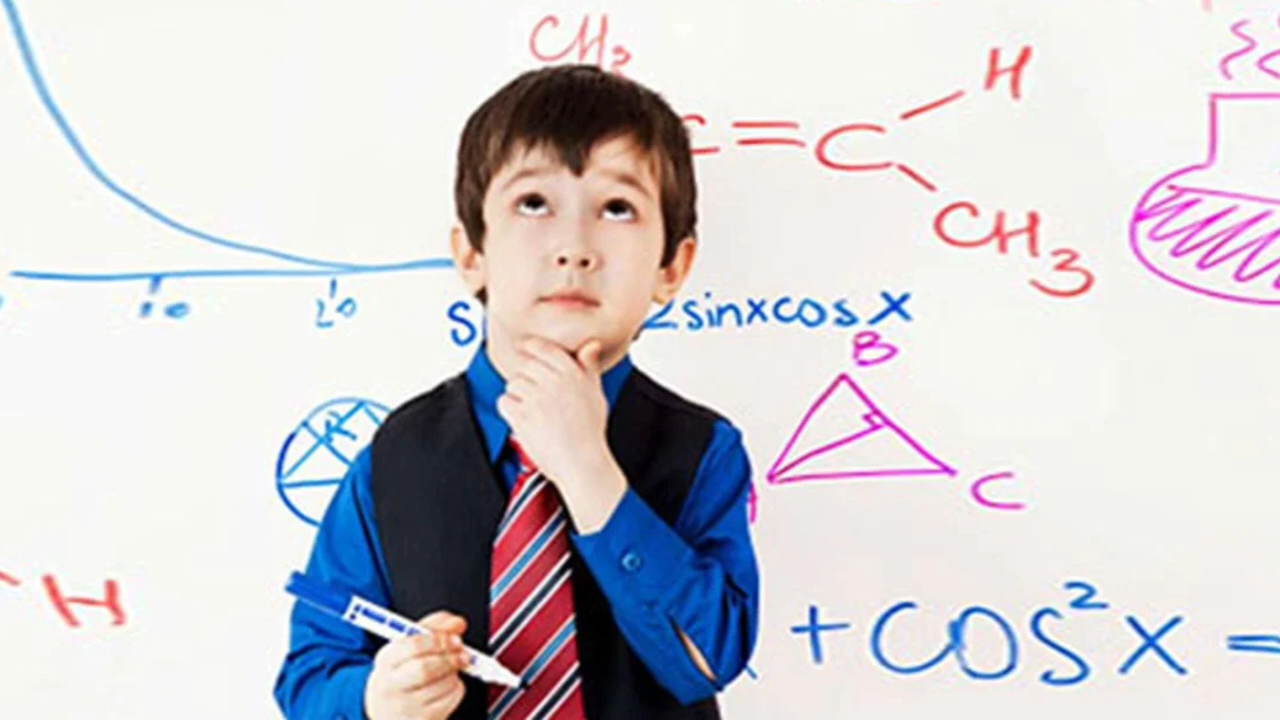 CH3
C = C
H
CH3
10 20
S 2sinxcosx
B
C
H
+ cos²x =